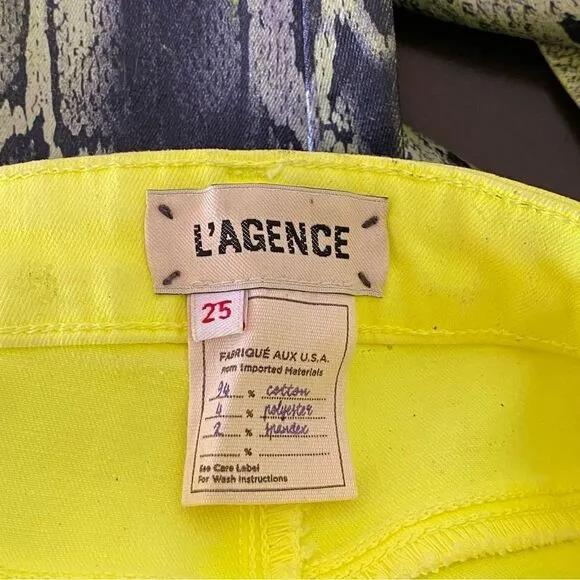 L'AGENCE
25
FABRIQUÉ AUX U.S.A.
From Imported Materials
94 % cotton
4 % polyester
2 % spandex
%
See Care Label
For Wash Instructions